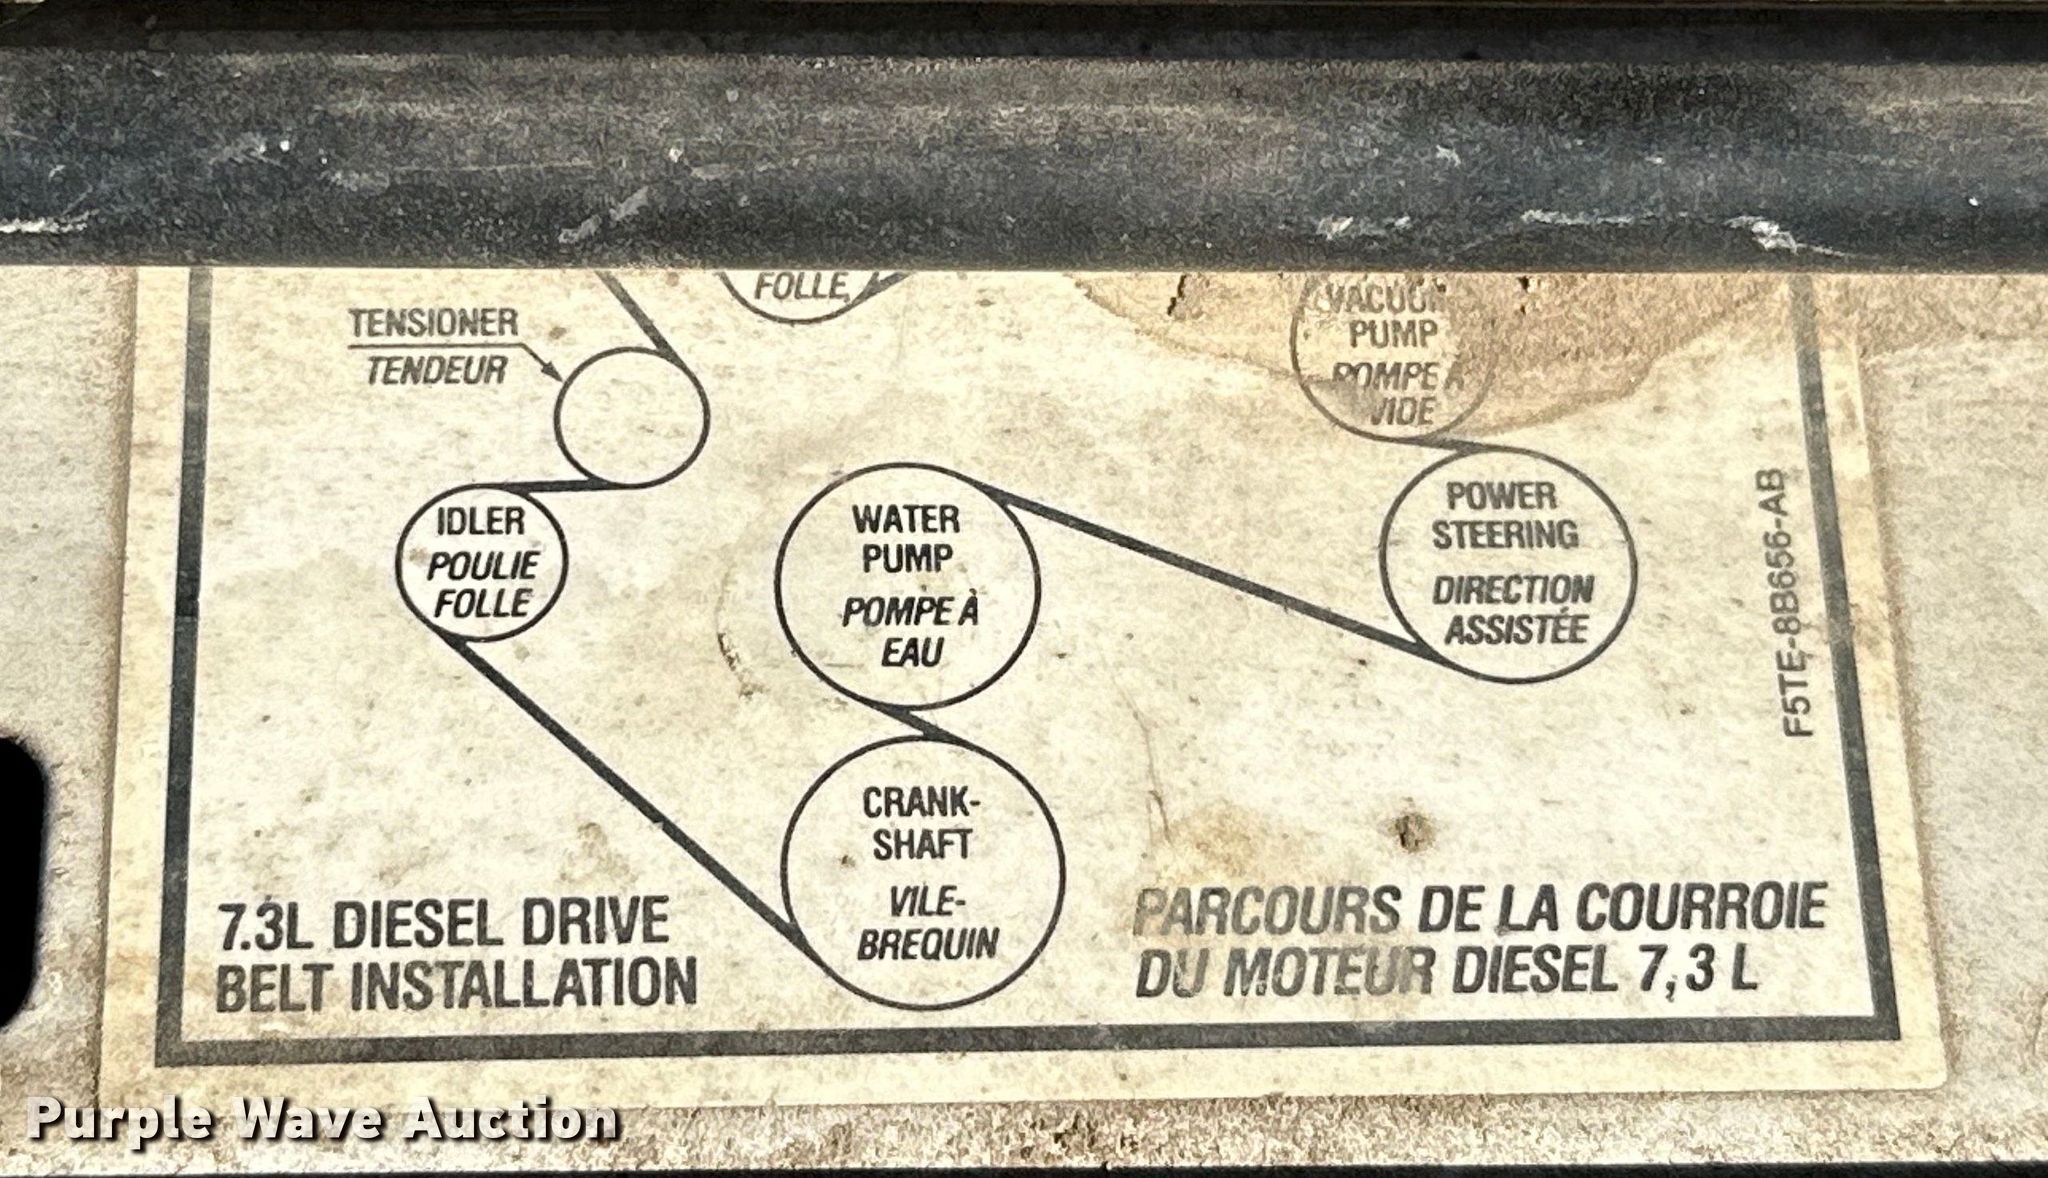 FOLLE
TENSIONER
TENDEUR
VACUUM
PUMP
POMPE À
VIDE
IDLER
POULIE
FOLLE
WATER
PUMP
POMPE À
EAU
POWER
STEERING
DIRECTION
ASSISTÉE
F5TE-8B656-AB
CRANK-
SHAFT
VILE-
BREQUIN
7.3L DIESEL DRIVE
BELT INSTALLATION
PARCOURS DE LA COURROIE
DU MOTEUR DIESEL 7,3 L
Purple Wave Auction